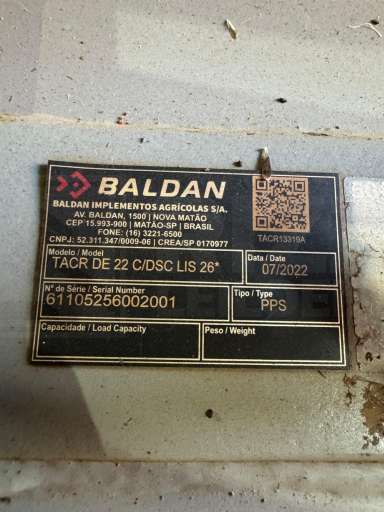 BALDAN
BALDAN IMPLEMENTOS AGRÍCOLAS S/A.
AV. BALDAN, 1500 | NOVA MATÃO
CEP 15.993-900 | MATÃO-SP | BRASIL
FONE: (16) 3221-6500
CNPJ: 52.311.347/0009-06 | CREA/SP 0170977
TACR13319A
Modelo / Model
TACR DE 22 C/DSC LIS 26*
Data / Date
07/2022
Nº de Série / Serial Number
61105256002001
Tipo / Type
PPS
Capacidade / Load Capacity
Peso / Weight